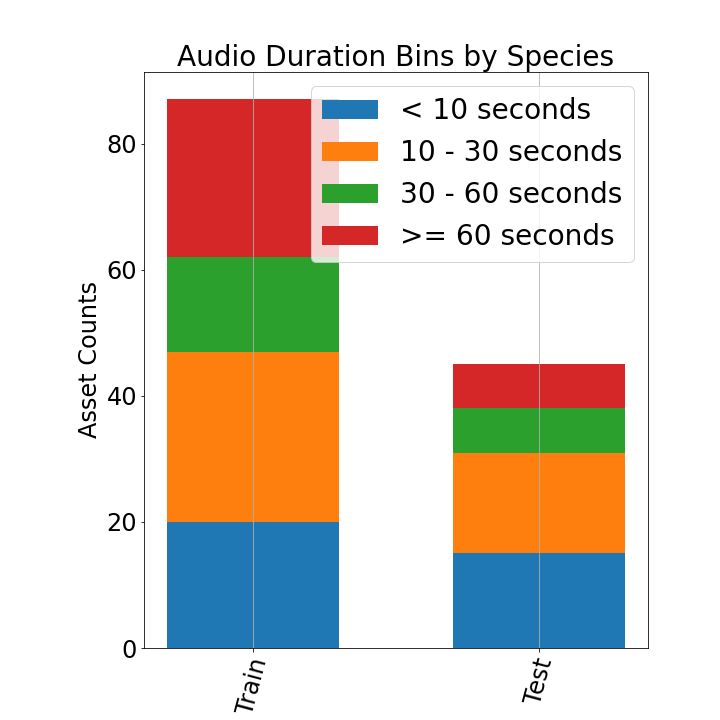 Audio Duration Bins by Species
< 10 seconds
10 - 30 seconds
30 - 60 seconds
>= 60 seconds
Asset Counts
80
60
40
20
0
Train
Test